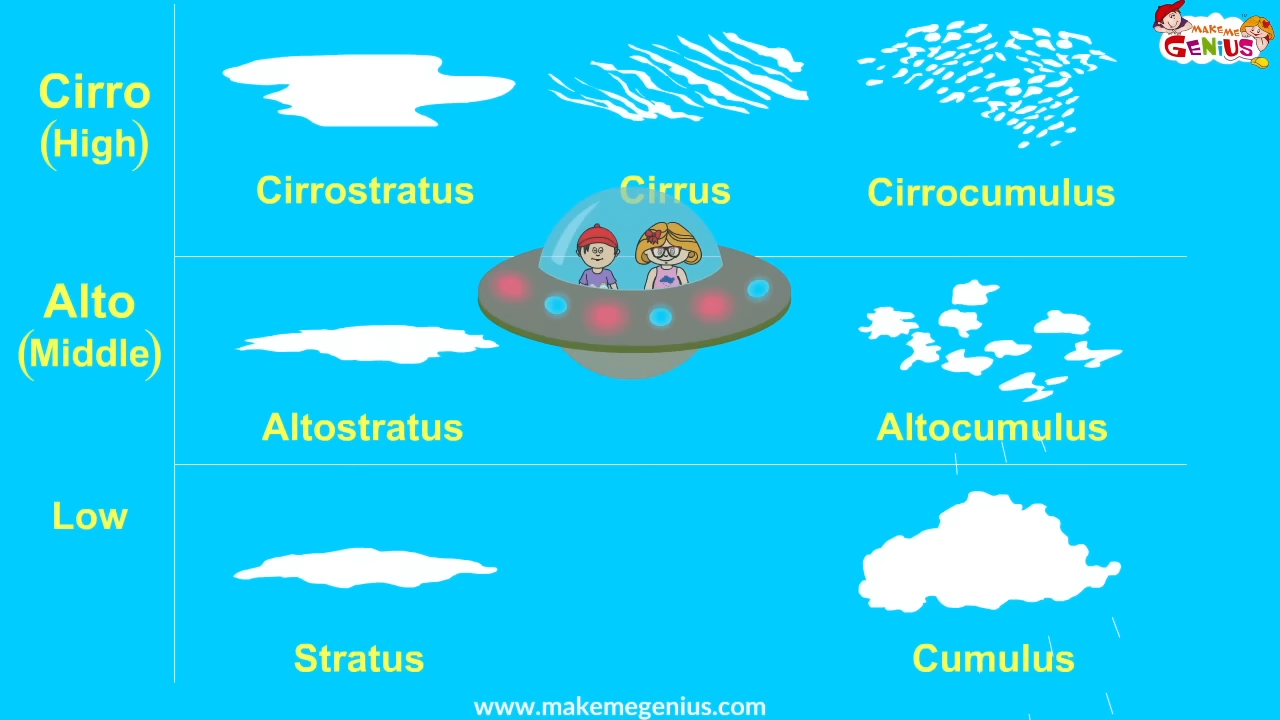 MAKE ME
GENIUS
Cirro
(High)
Cirrostratus
Cirrus
Cirrocumulus
Alto
(Middle)
Altostratus
Altocumulus
Low
Stratus
Cumulus
www.makemegenius.com